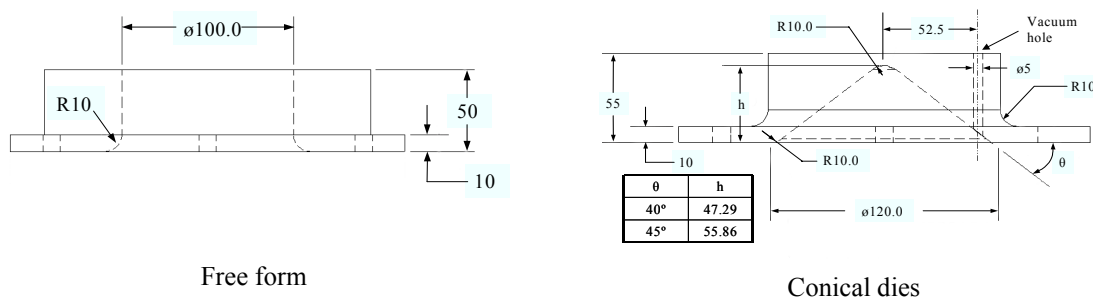 ø100.0
R10
50
10
Free form
R10.0
52.5
Vacuum
hole
ø5
R10
55
h
10
R10.0
θ
θ h
40º 47.29
45º 55.86
ø120.0
Conical dies